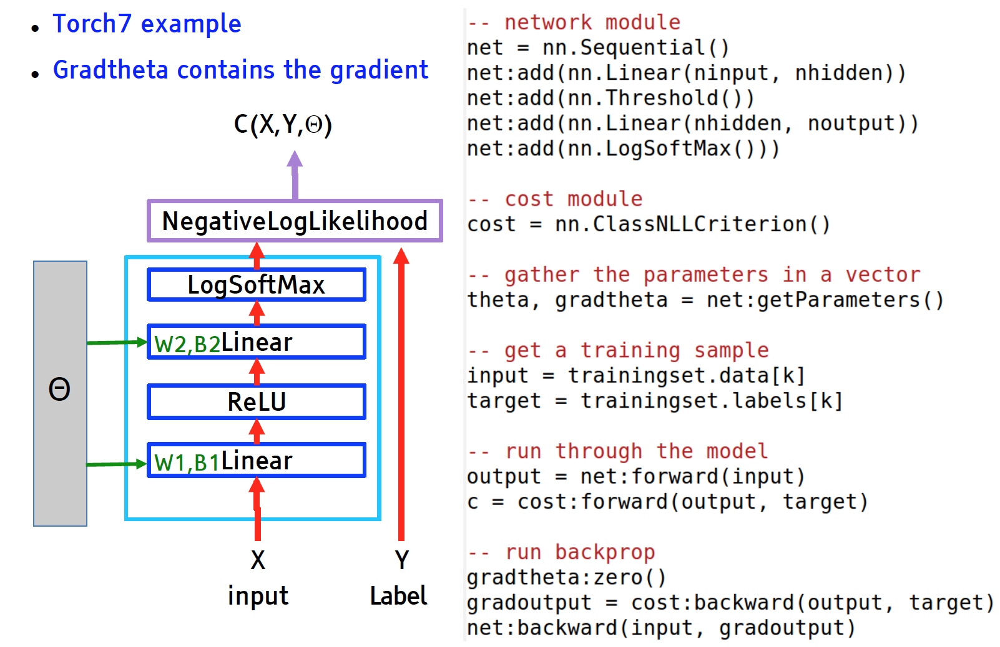 • Torch7 example
• Gradtheta contains the gradient
C(X,Y,Θ)
NegativeLogLikelihood
LogSoftMax
W2,B2Linear
Θ
ReLU
W1,B1Linear
X
Y
input
Label
-- network module
net = nn.Sequential()
net:add(nn.Linear(ninput, nhidden))
net:add(nn.Threshold())
net:add(nn.Linear(nhidden, noutput))
net:add(nn.LogSoftMax()))
-- cost module
cost = nn.ClassNLLCriterion()
-- gather the parameters in a vector
theta, gradtheta = net:getParameters()
-- get a training sample
input = trainingset.data[k]
target = trainingset.labels[k]
-- run through the model
output = net:forward(input)
c = cost:forward(output, target)
-- run backprop
gradtheta:zero()
gradoutput = cost:backward(output, target)
net:backward(input, gradoutput)